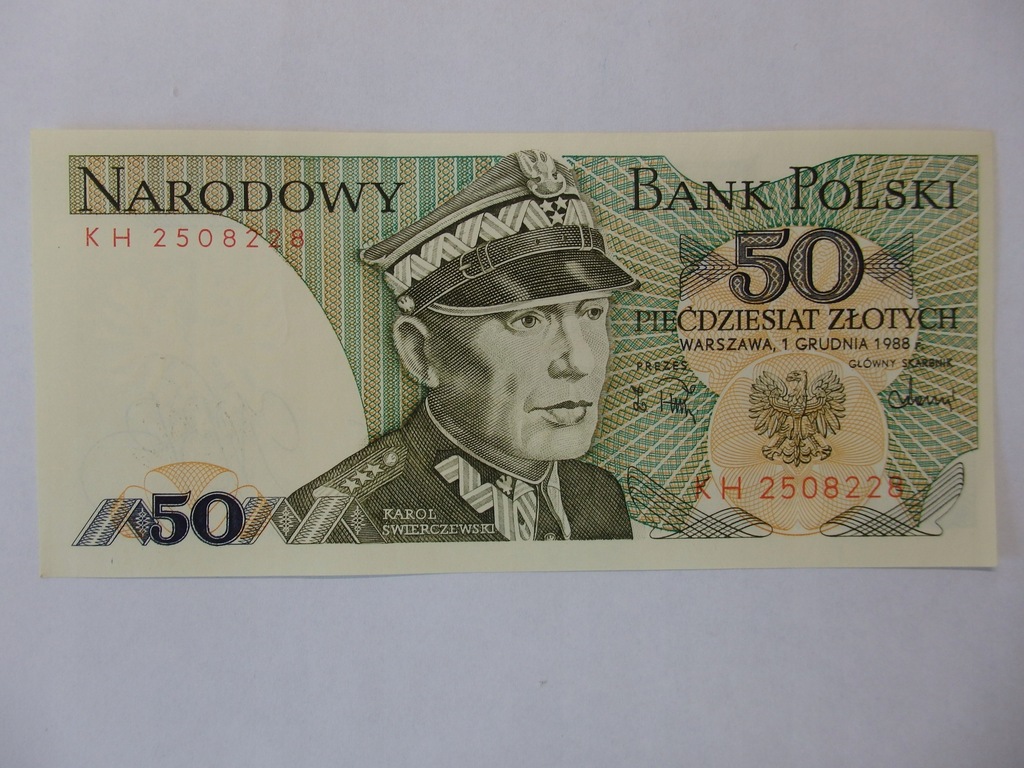 NARODOWY BANK POLSKI
KH 2508228
50
PIĘĆDZIESIĄT ZŁOTYCH
WARSZAWA, 1 GRUDNIA 1988 r.
PREZES
GŁÓWNY SKARBNIK
KH 2508228
50
KAROL
ŚWIERCZEWSKI